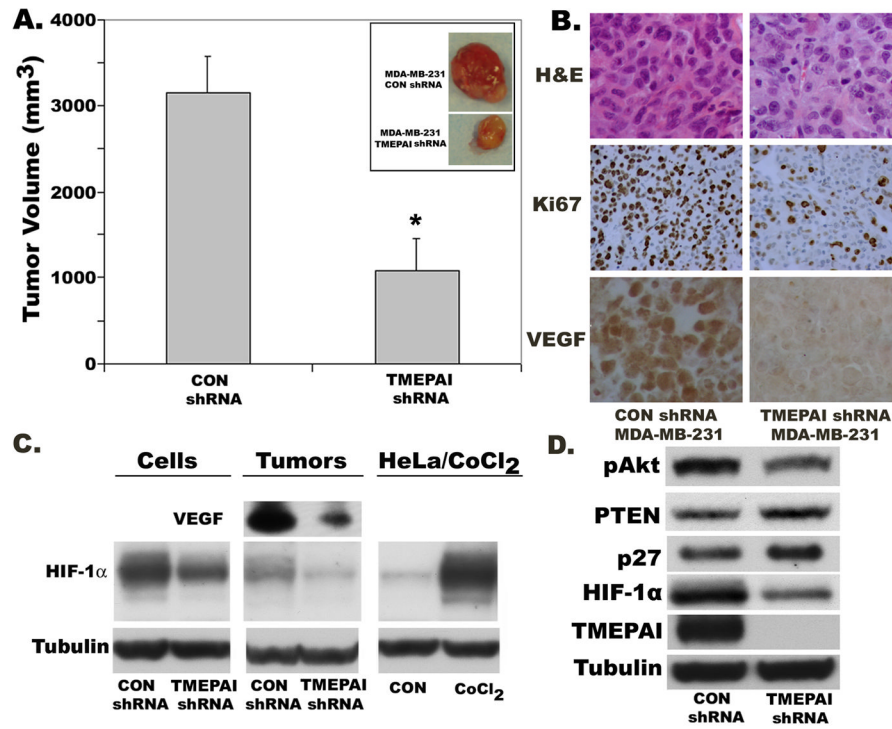 A.
Tumor Volume (mm3)
4000
3000
2000
1000
0
*
CON
shRNA
TMEPAI
shRNA
MDA-MB-231
CON shRNA
MDA-MB-231
TMEPAI shRNA
B.
H&E
Ki67
VEGF
CON shRNA
MDA-MB-231
TMEPAI shRNA
MDA-MB-231
C.
Cells
Tumors
HeLa/CoCl2
VEGF
HIF-1α
Tubulin
CON
shRNA
TMEPAI
shRNA
CON
shRNA
TMEPAI
shRNA
CON
CoCl2
D.
pAkt
PTEN
p27
HIF-1α
TMEPAI
Tubulin
CON
shRNA
TMEPAI
shRNA